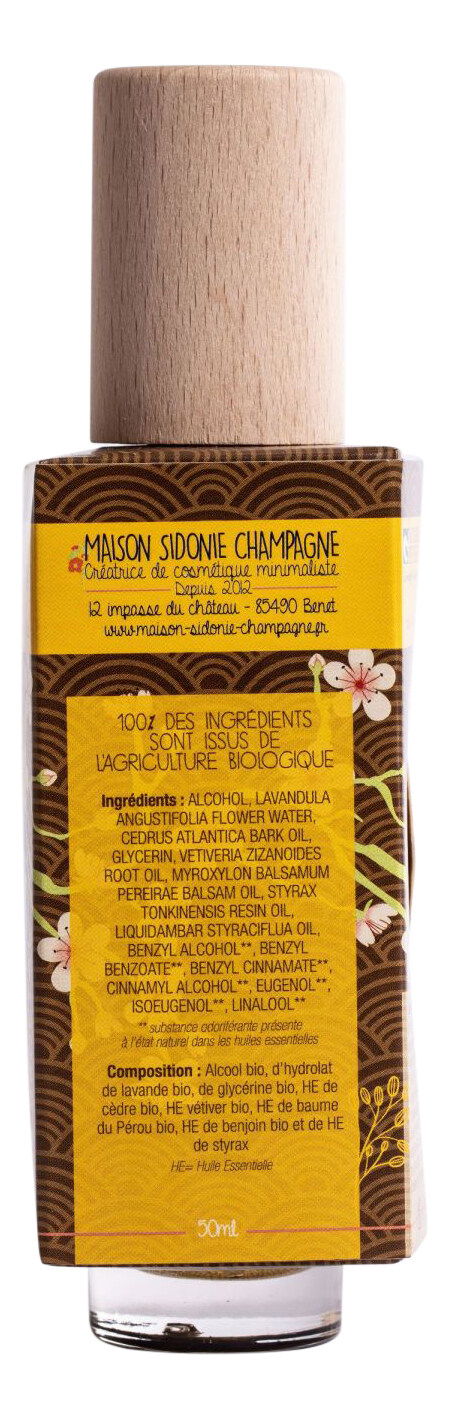 MAISON SIDONIE CHAMPAGNE
Créatrice de cosmétique minimaliste
Depuis 2012
12 impasse du château - 85490 Benet
www.maison-sidonie-champagne.fr
100% DES INGRÉDIENTS
SONT ISSUS DE
L'AGRICULTURE BIOLOGIQUE
Ingrédients : ALCOHOL, LAVANDULA
ANGUSTIFOLIA FLOWER WATER,
CEDRUS ATLANTICA BARK OIL,
GLYCERIN, VETIVERIA ZIZANOIDES
ROOT OIL, MYROXYLON BALSAMUM
PEREIRAE BALSAM OIL, STYRAX
TONKINENSIS RESIN OIL,
LIQUIDAMBAR STYRACIFLUA OIL,
BENZYL ALCOHOL**, BENZYL
BENZOATE**, BENZYL CINNAMATE**,
CINNAMYL ALCOHOL**, EUGENOL**,
ISOEUGENOL**, LINALOOL**
** substance odoriférante présente
à l'état naturel dans les huiles essentielles
Composition : Alcool bio, d'hydrolat
de lavande bio, de glycérine bio, HE de
cèdre bio, HE vétiver bio, HE de baume
du Pérou bio, HE de benjoin bio et de HE
de styrax
HE= Huile Essentielle
50ml